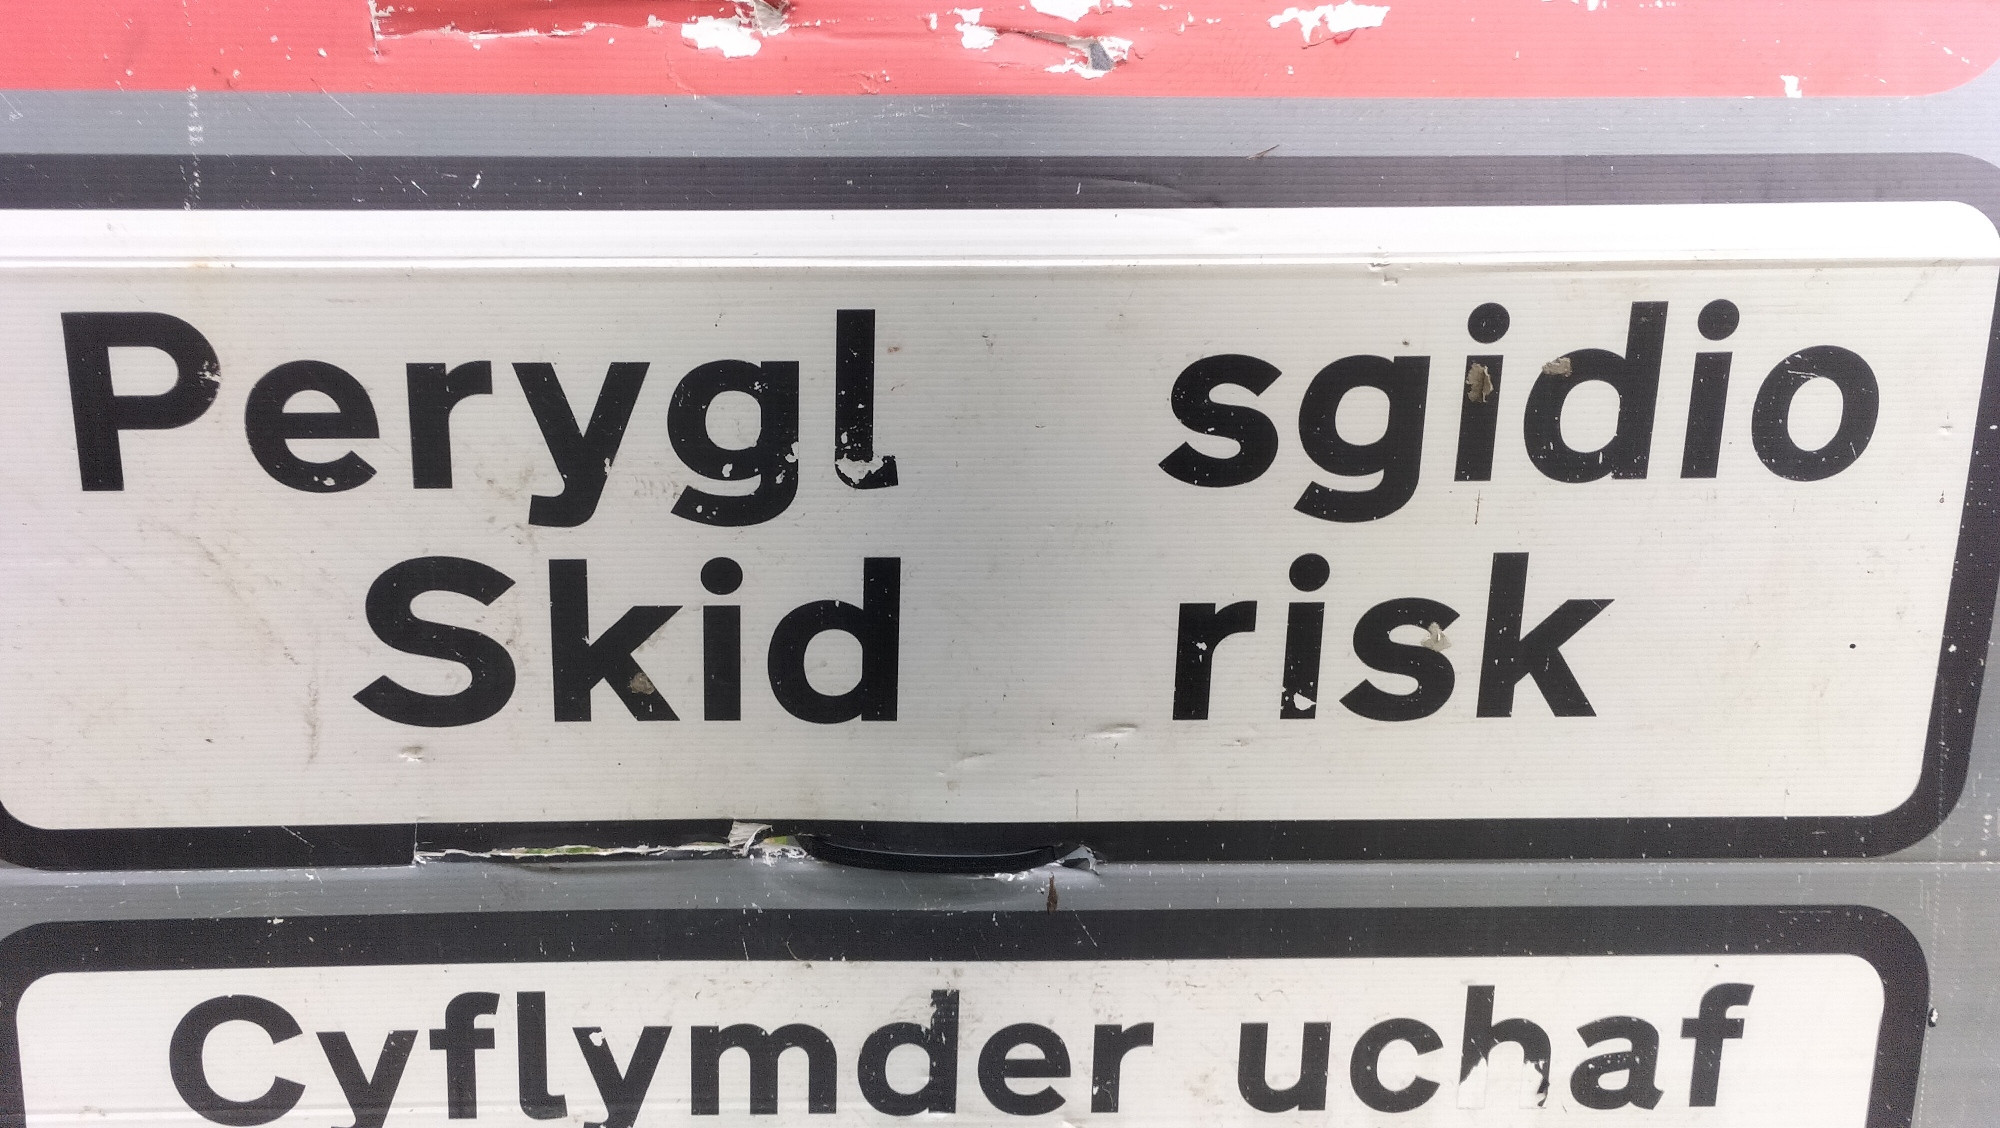 Perygl sgidio
Skid risk
Cyflymder uchaf